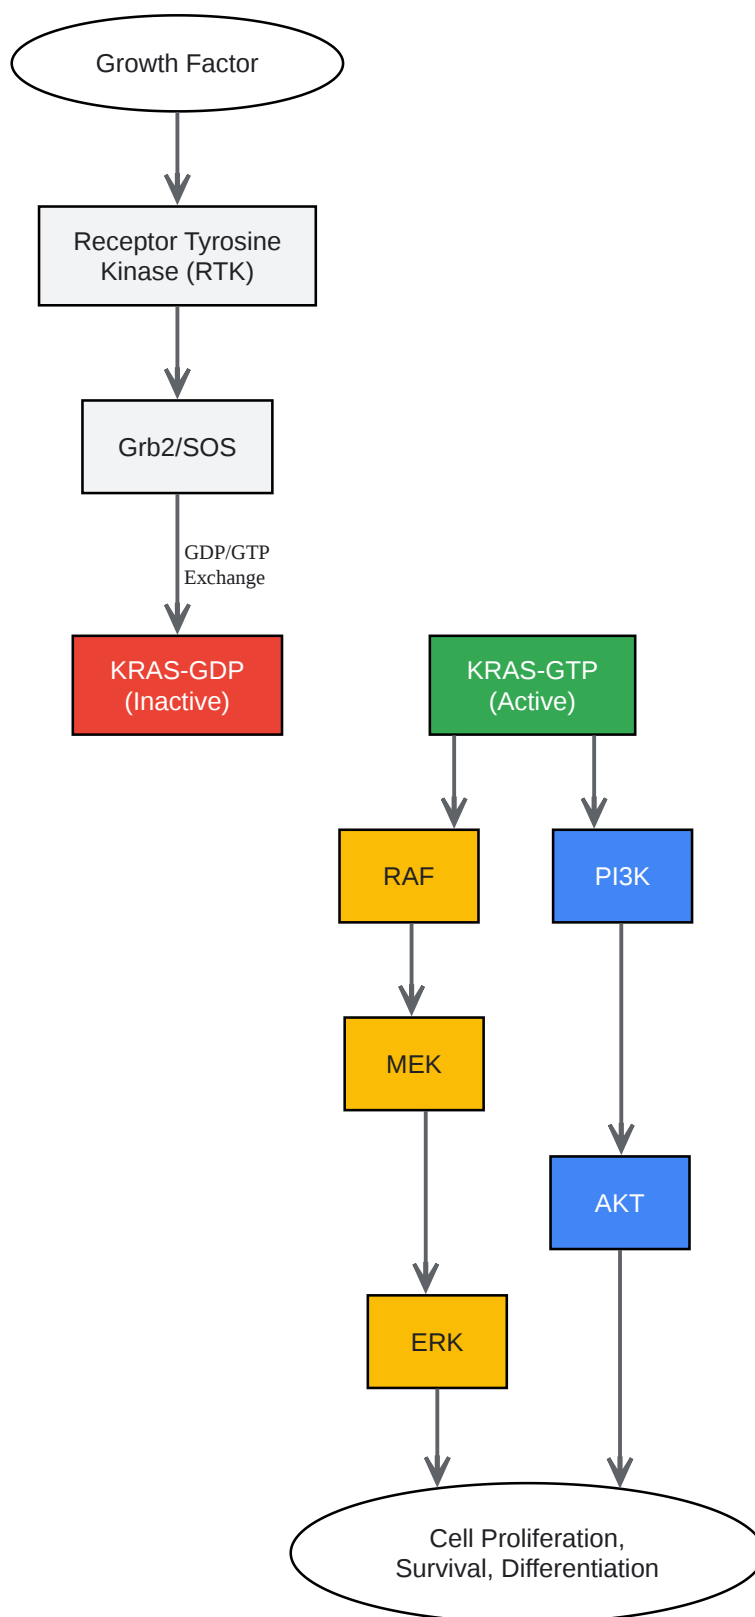 Growth Factor
Receptor Tyrosine
Kinase (RTK)
Grb2/SOS
GDP/GTP
Exchange
KRAS-GDP
(Inactive)
KRAS-GTP
(Active)
RAF
PI3K
MEK
AKT
ERK
Cell Proliferation,
Survival, Differentiation